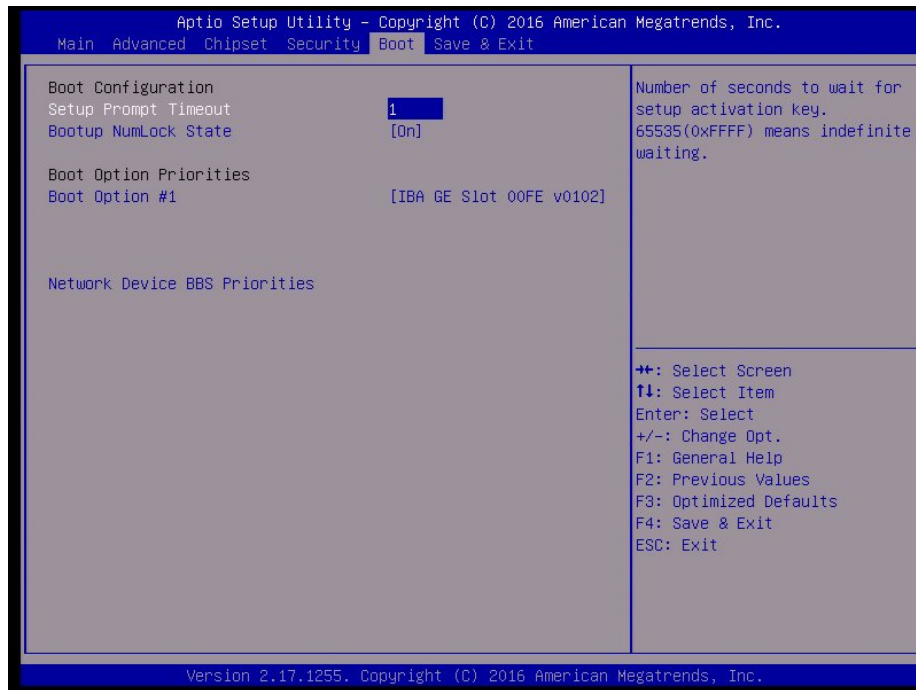 Aptio Setup Utility – Copyright (C) 2016 American Megatrends, Inc.
Main Advanced Chipset Security Boot Save & Exit
Boot Configuration
Setup Prompt Timeout 1
Bootup NumLock State [On]
Boot Option Priorities
Boot Option #1 [IBA GE Slot 00FE v0102]
Network Device BBS Priorities
Number of seconds to wait for
setup activation key.
65535(0xFFFF) means indefinite
waiting.
→←: Select Screen
↑↓: Select Item
Enter: Select
+/-: Change Opt.
F1: General Help
F2: Previous Values
F3: Optimized Defaults
F4: Save & Exit
ESC: Exit
Version 2.17.1255. Copyright (C) 2016 American Megatrends, Inc.